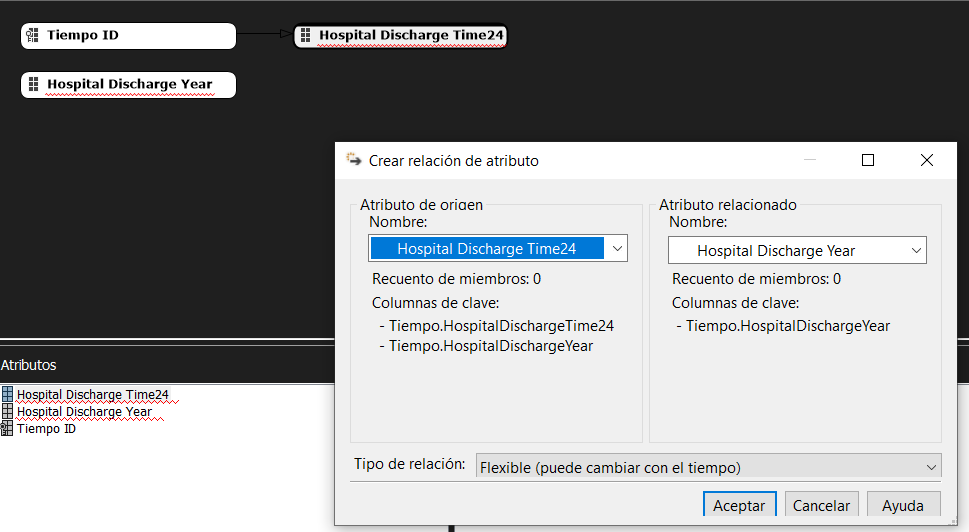 Tiempo ID
Hospital Discharge Time24
Hospital Discharge Year
Crear relación de atributo
Atributo de origen
Nombre:
Hospital Discharge Time24
Recuento de miembros: 0
Columnas de clave:
- Tiempo.HospitalDischargeTime24
- Tiempo.HospitalDischargeYear
Atributo relacionado
Nombre:
Hospital Discharge Year
Recuento de miembros: 0
Columnas de clave:
- Tiempo.HospitalDischargeYear
Tipo de relación:
Flexible (puede cambiar con el tiempo)
Aceptar
Cancelar
Ayuda
Atributos
Hospital Discharge Time24
Hospital Discharge Year
Tiempo ID